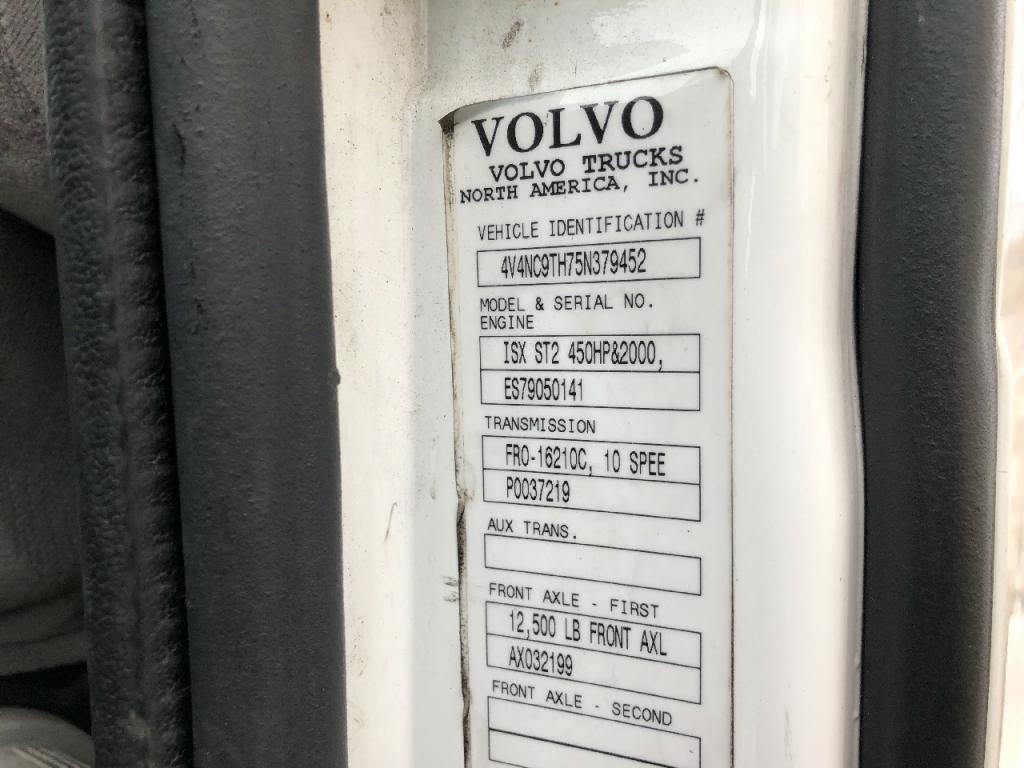 VOLVO
VOLVO TRUCKS
NORTH AMERICA, INC.
VEHICLE IDENTIFICATION #
4V4NC9TH75N379452
MODEL & SERIAL NO.
ENGINE
ISX ST2 450HP&2000,
ES79050141
TRANSMISSION
FRO-16210C, 10 SPEE
P0037219
AUX TRANS.
FRONT AXLE - FIRST
12,500 LB FRONT AXL
AX032199
FRONT AXLE - SECOND